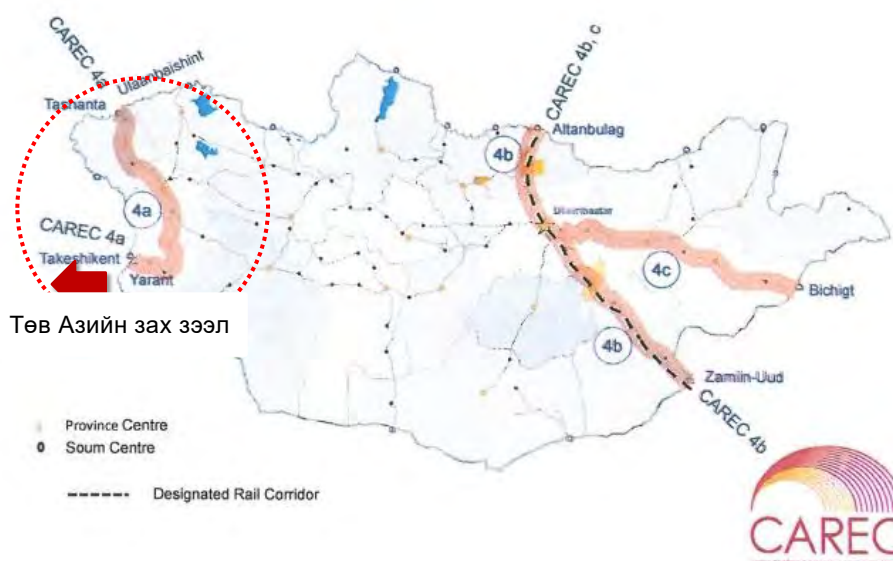 CAREC 4a
Ulaanbaishint
Tashanta
CAREC 4b, c
Altanbulag
4b
4a
CAREC 4a
Takeshikent
Yarant
4c
Bichigt
Төв Азийн зах зээл
4b
Zamiin-Uud
CAREC 4b
Province Centre
Soum Centre
Designated Rail Corridor
CAREC